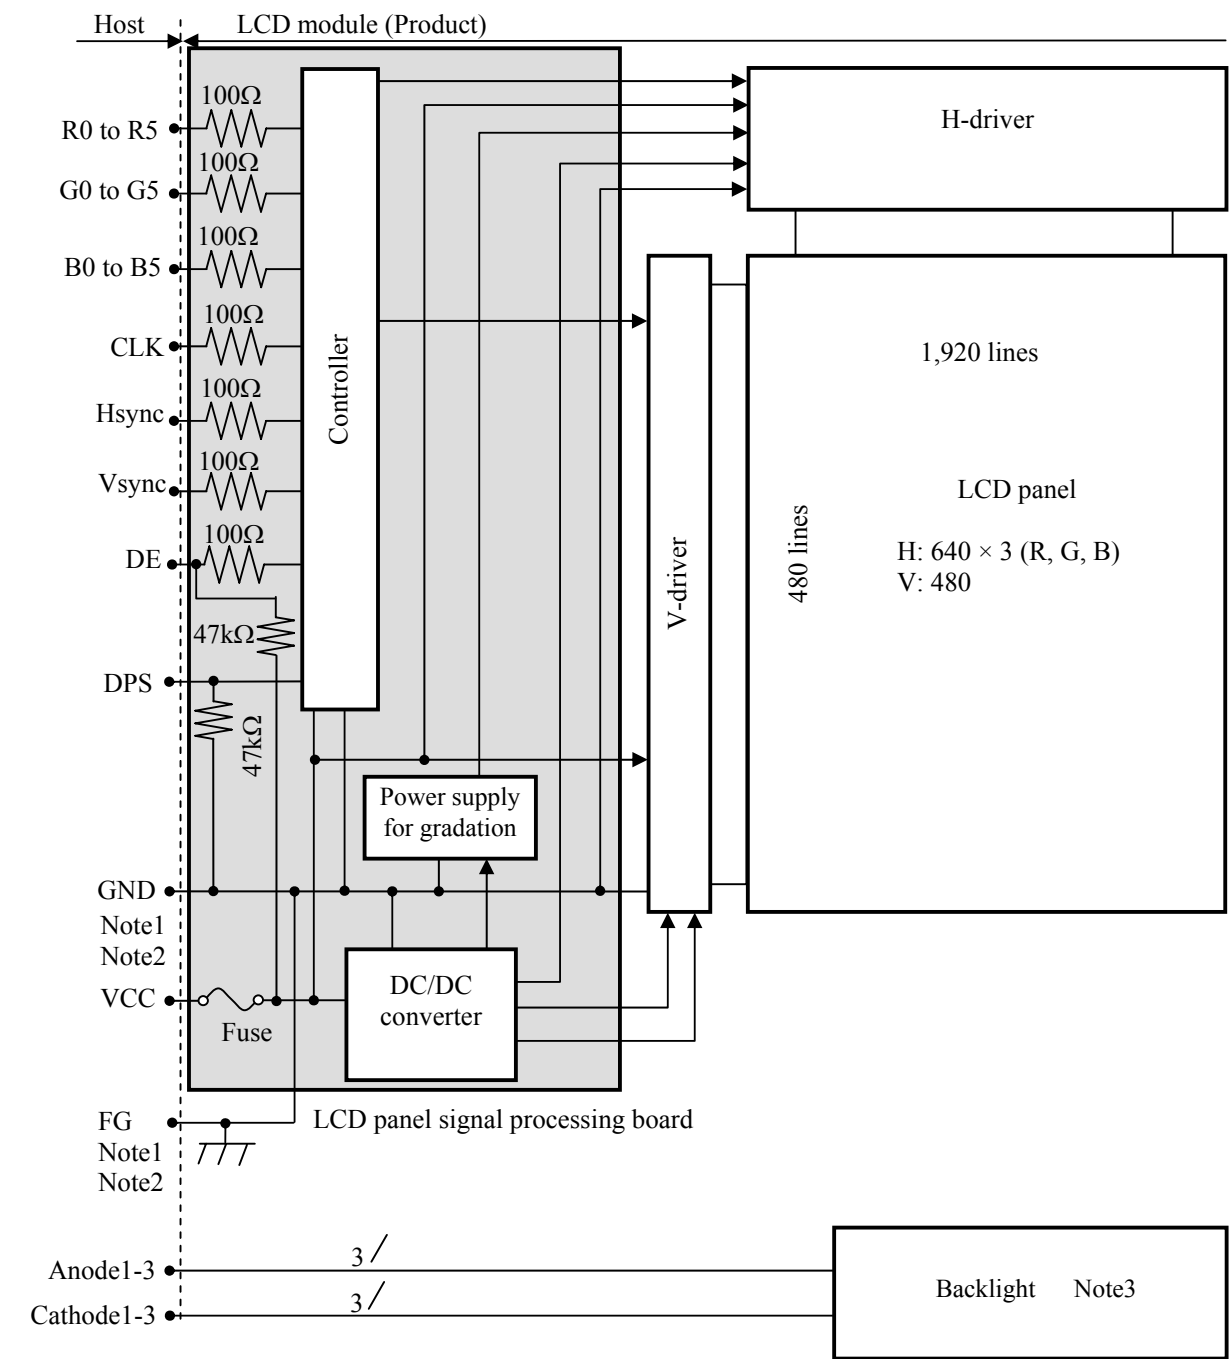 Host
LCD module (Product)
R0 to R5
100Ω
G0 to G5
100Ω
B0 to B5
100Ω
CLK
100Ω
Hsync
100Ω
Vsync
100Ω
DE
100Ω
47kΩ
DPS
47kΩ
Controller
H-driver
V-driver
1,920 lines
480 lines
LCD panel
H: 640 × 3 (R, G, B)
V: 480
Power supply
for gradation
GND
Note1
Note2
VCC
Fuse
DC/DC
converter
FG
Note1
Note2
LCD panel signal processing board
Anode1-3
3
Cathode1-3
3
Backlight Note3